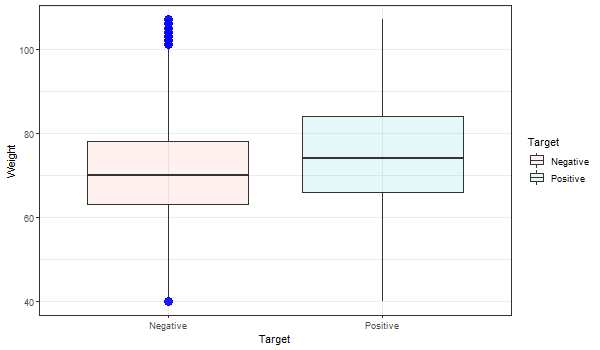 100
80
60
40
Weight
Negative
Positive
Target
Target
Negative
Positive